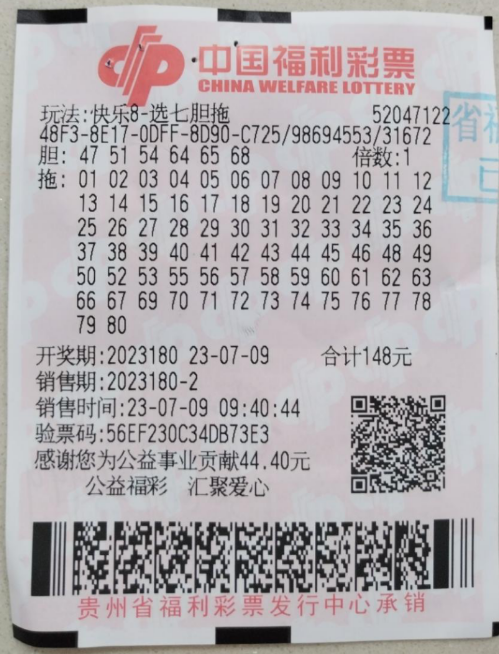 中国福利彩票
CHINA WELFARE LOTTERY
玩法:快乐8-选七胆拖 52047122
48F3-8E17-0DFF-8D90-C725/98694553/31672
胆: 47 51 54 64 65 68 倍数:1
拖: 01 02 03 04 05 06 07 08 09 10 11 12
13 14 15 16 17 18 19 20 21 22 23 24
25 26 27 28 29 30 31 32 33 34 35 36
37 38 39 40 41 42 43 44 45 46 48 49
50 52 53 55 56 57 58 59 60 61 62 63
66 67 69 70 71 72 73 74 75 76 77 78
79 80
开奖期:2023180 23-07-09 合计148元
销售期:2023180-2
销售时间:23-07-09 09:40:44
验票码:56EF230C34DB73E3
感谢您为公益事业贡献44.40元
公益福彩 汇聚爱心
贵州省福利彩票发行中心承销